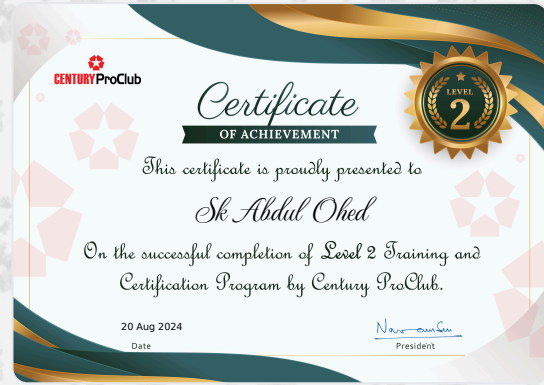 CENTURY ProClub
Certificate
OF ACHIEVEMENT
LEVEL
2
This certificate is proudly presented to
Sk Abdul Ohed
On the successful completion of Level 2 Training and
Certification Program by Century ProClub.
20 Aug 2024
Date
President